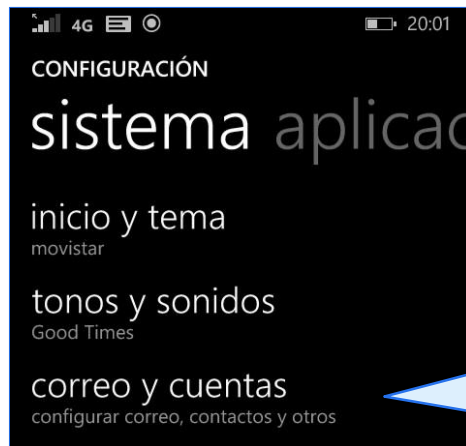 4G 20:01
CONFIGURACIÓN
sistema aplicac
inicio y tema
movistar
tonos y sonidos
Good Times
correo y cuentas
configurar correo, contactos y otros